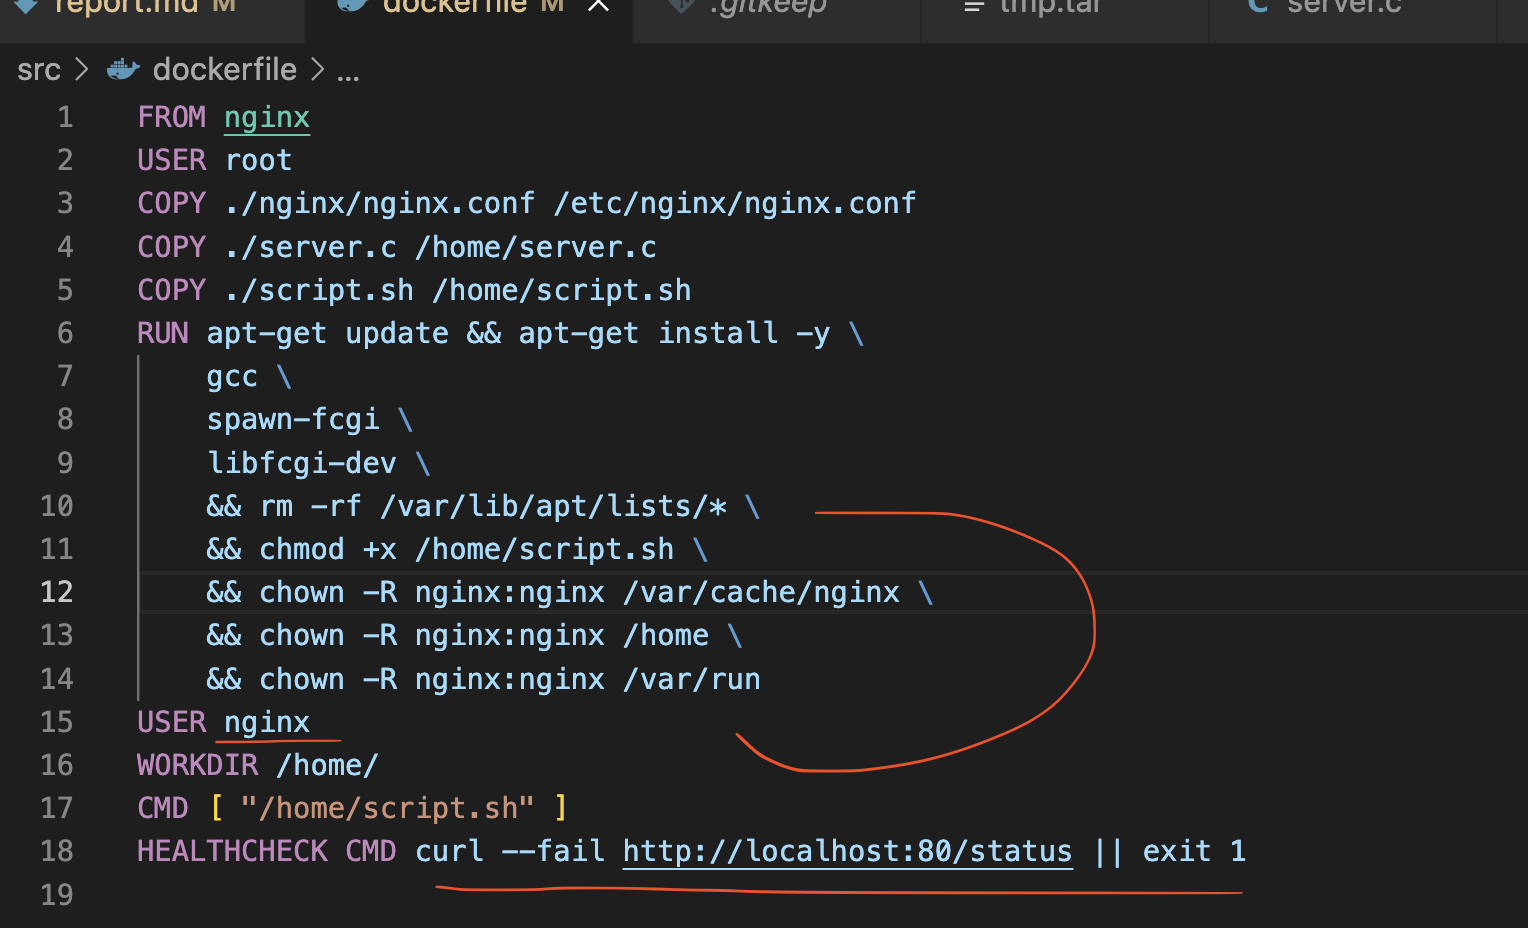 report.md M dockerfile M .gitkeep tmp.tar server.c
src > dockerfile > ...
1 FROM nginx
2 USER root
3 COPY ./nginx/nginx.conf /etc/nginx/nginx.conf
4 COPY ./server.c /home/server.c
5 COPY ./script.sh /home/script.sh
6 RUN apt-get update && apt-get install -y \
7 gcc \
8 spawn-fcgi \
9 libfcgi-dev \
10 && rm -rf /var/lib/apt/lists/* \
11 && chmod +x /home/script.sh \
12 && chown -R nginx:nginx /var/cache/nginx \
13 && chown -R nginx:nginx /home \
14 && chown -R nginx:nginx /var/run
15 USER nginx
16 WORKDIR /home/
17 CMD [ "/home/script.sh" ]
18 HEALTHCHECK CMD curl --fail http://localhost:80/status || exit 1
19